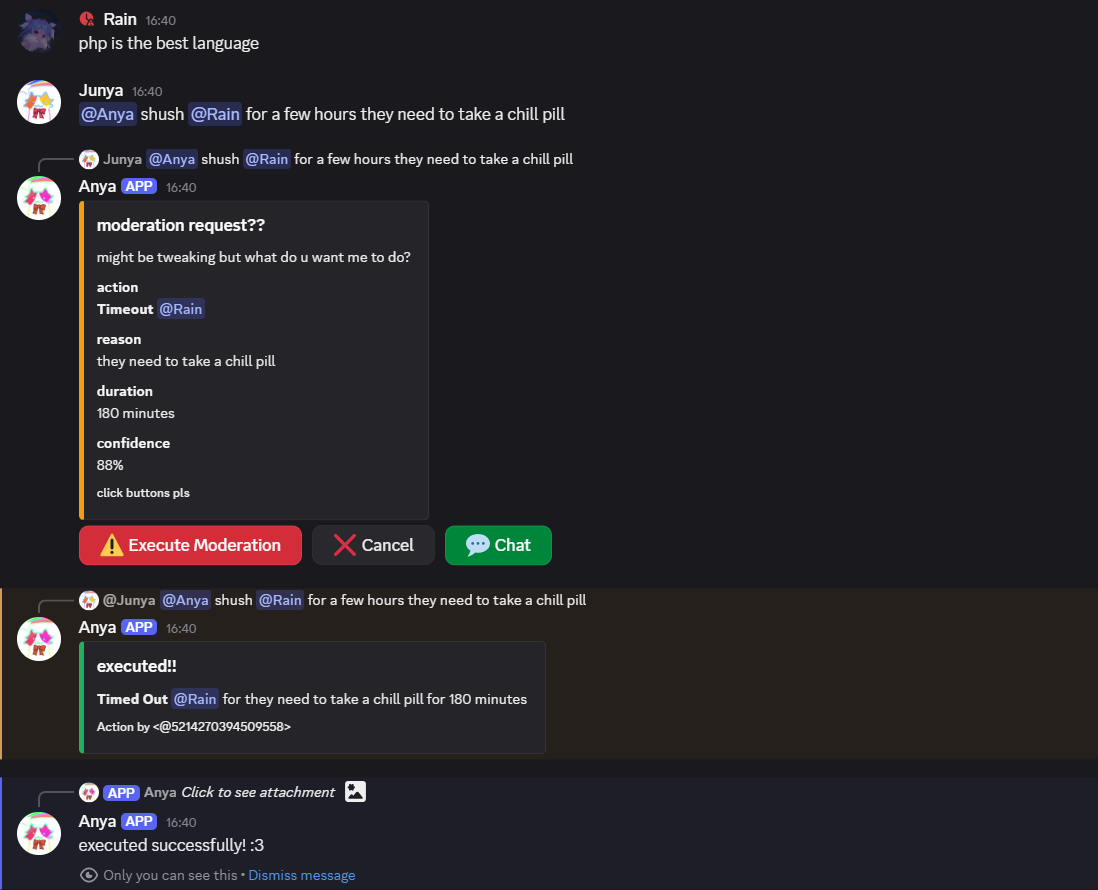 Rain 16:40
php is the best language
Junya 16:40
@Anya shush @Rain for a few hours they need to take a chill pill
Junya @Anya shush @Rain for a few hours they need to take a chill pill
Anya APP 16:40
moderation request??
might be tweaking but what do u want me to do?
action
Timeout @Rain
reason
they need to take a chill pill
duration
180 minutes
confidence
88%
click buttons pls
Execute Moderation Cancel Chat
@Junya @Anya shush @Rain for a few hours they need to take a chill pill
Anya APP 16:40
executed!!
Timed Out @Rain for they need to take a chill pill for 180 minutes
Action by <@5214270394509558>
APP Anya Click to see attachment
Anya APP 16:40
executed successfully! :3
Only you can see this • Dismiss message